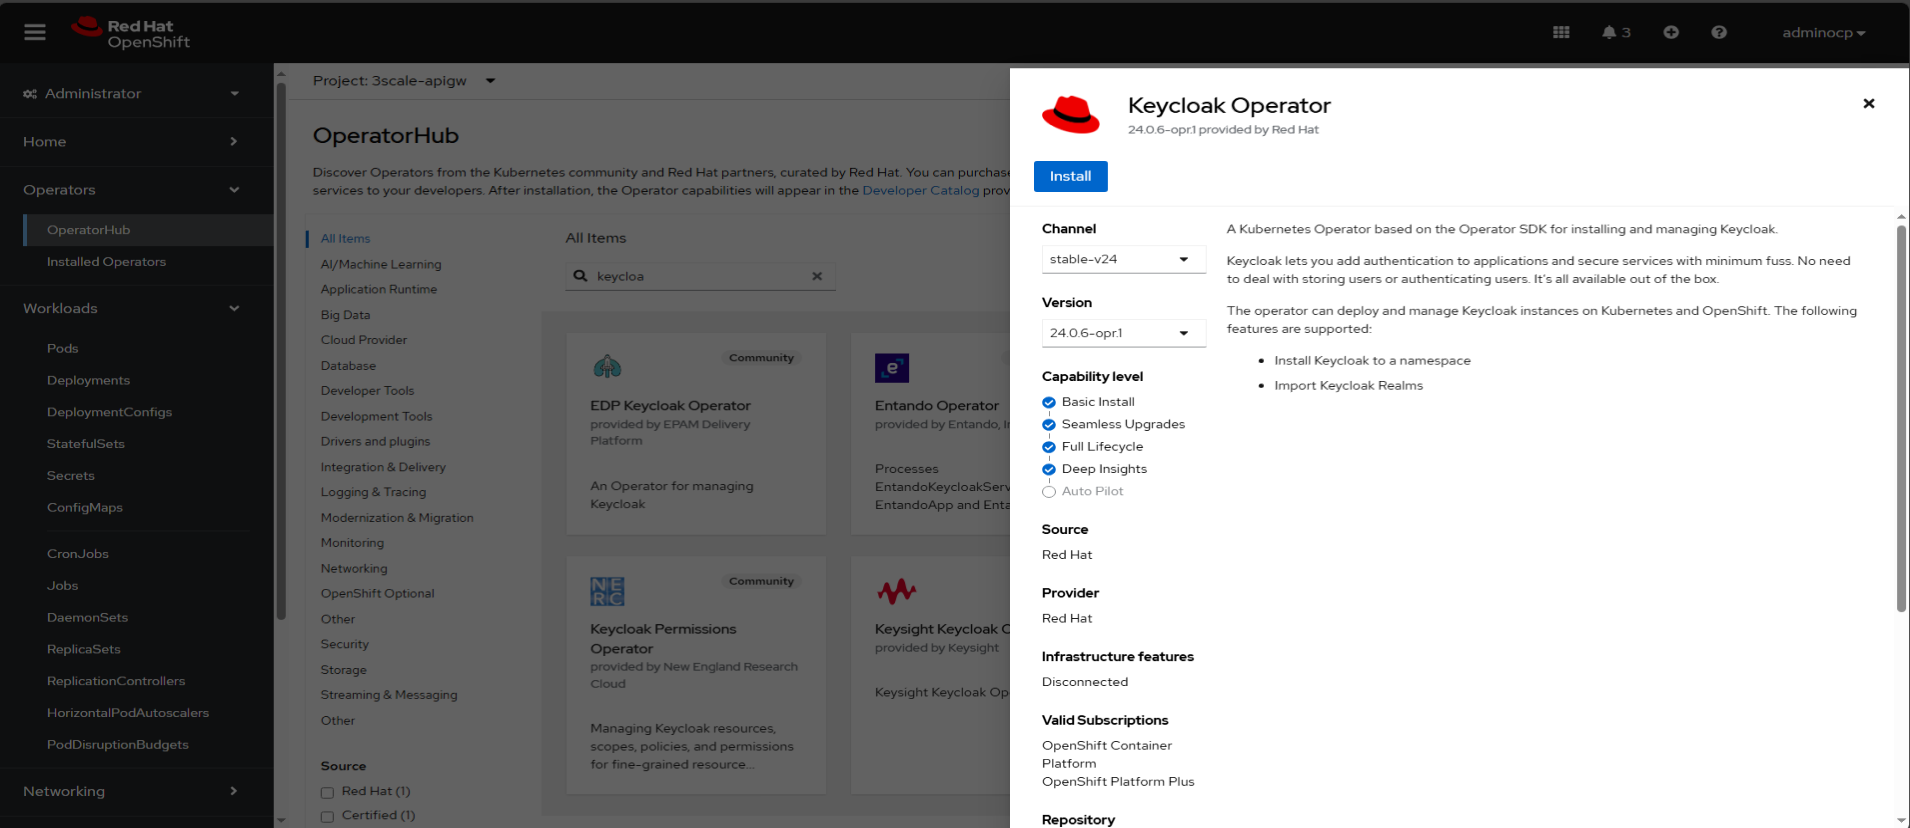 Red Hat
OpenShift
3
adminocp
Administrator
Home
Operators
OperatorHub
Installed Operators
Workloads
Pods
Deployments
DeploymentConfigs
StatefulSets
Secrets
ConfigMaps
CronJobs
Jobs
DaemonSets
ReplicaSets
ReplicationControllers
HorizontalPodAutoscalers
PodDisruptionBudgets
Networking
Project: 3scale-apigw
OperatorHub
Discover Operators from the Kubernetes community and Red Hat partners, curated by Red Hat. You can purchase
services to your developers. After installation, the Operator capabilities will appear in the Developer Catalog prov
All Items
AI/Machine Learning
Application Runtime
Big Data
Cloud Provider
Database
Developer Tools
Development Tools
Drivers and plugins
Integration & Delivery
Logging & Tracing
Modernization & Migration
Monitoring
Networking
OpenShift Optional
Other
Security
Storage
Streaming & Messaging
Other
Source
Red Hat (1)
Certified (1)
All Items
keycloa
Community
EDP Keycloak Operator
provided by EPAM Delivery
Platform
An Operator for managing
Keycloak
e
Entando Operator
provided by Entando, In
Processes
EntandoKeycloakServ
EntandoApp and Enta
NE
RC
Community
Keycloak Permissions
Operator
provided by New England Research
Cloud
Managing Keycloak resources,
scopes, policies, and permissions
for fine-grained resource...
Keysight Keycloak O
provided by Keysight
Keysight Keycloak Op
Keycloak Operator
24.0.6-opr.1 provided by Red Hat
Install
Channel
stable-v24
Version
24.0.6-opr.1
Capability level
Basic Install
Seamless Upgrades
Full Lifecycle
Deep Insights
Auto Pilot
Source
Red Hat
Provider
Red Hat
Infrastructure features
Disconnected
Valid Subscriptions
OpenShift Container
Platform
OpenShift Platform Plus
Repository
A Kubernetes Operator based on the Operator SDK for installing and managing Keycloak.
Keycloak lets you add authentication to applications and secure services with minimum fuss. No need
to deal with storing users or authenticating users. It's all available out of the box.
The operator can deploy and manage Keycloak instances on Kubernetes and OpenShift. The following
features are supported:
• Install Keycloak to a namespace
• Import Keycloak Realms